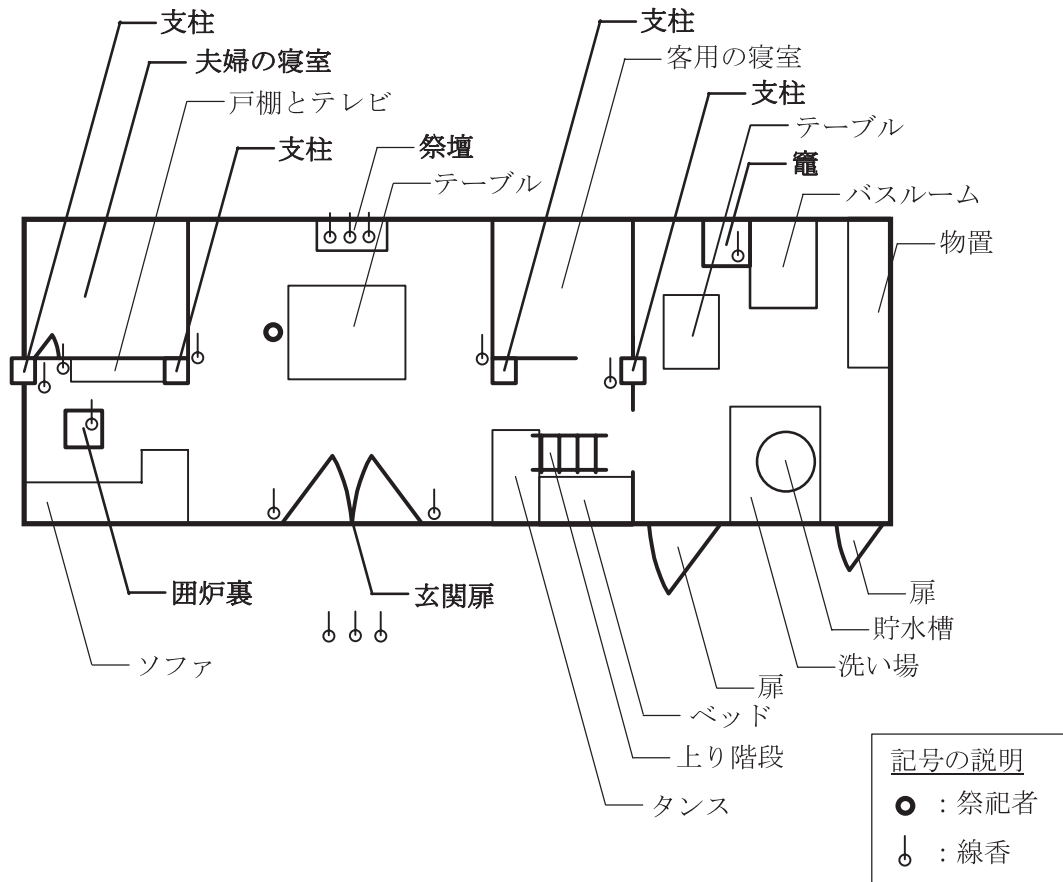 支柱
夫婦の寝室
戸棚とテレビ
支柱
祭壇
テーブル
支柱
客用の寝室
支柱
テーブル
竈
バスルーム
物置
囲炉裏
玄関扉
ソファ
扉
貯水槽
洗い場
扉
ベッド
上り階段
タンス
記号の説明
：祭祀者
：線香